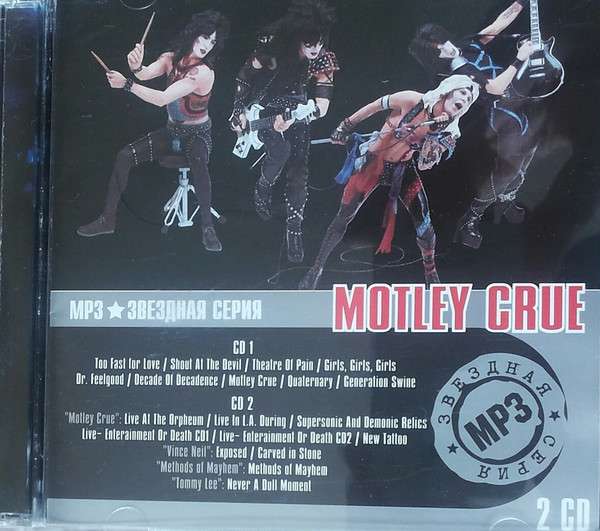 MP3 ★ ЗВЕЗДНАЯ СЕРИЯ
MOTLEY CRUE
CD 1
Too Fast for Love / Shout At The Devil / Theatre Of Pain / Girls, Girls, Girls
Dr. Feelgood / Decade Of Decadence / Motley Crue / Quaternary / Generation Swine
CD 2
"Motley Crue": Live At The Orpheum / Live In L.A. During / Supersonic And Demonic Relics
Live- Enterainment Or Death CD1 / Live- Enterainment Or Death CD2 / New Tattoo
"Vince Neil": Exposed / Carved in Stone
"Methods of Mayhem": Methods of Mayhem
"Tommy Lee": Never A Dull Moment
ЗВЕЗДНАЯ
MP3
СЕРИЯ
2 CD